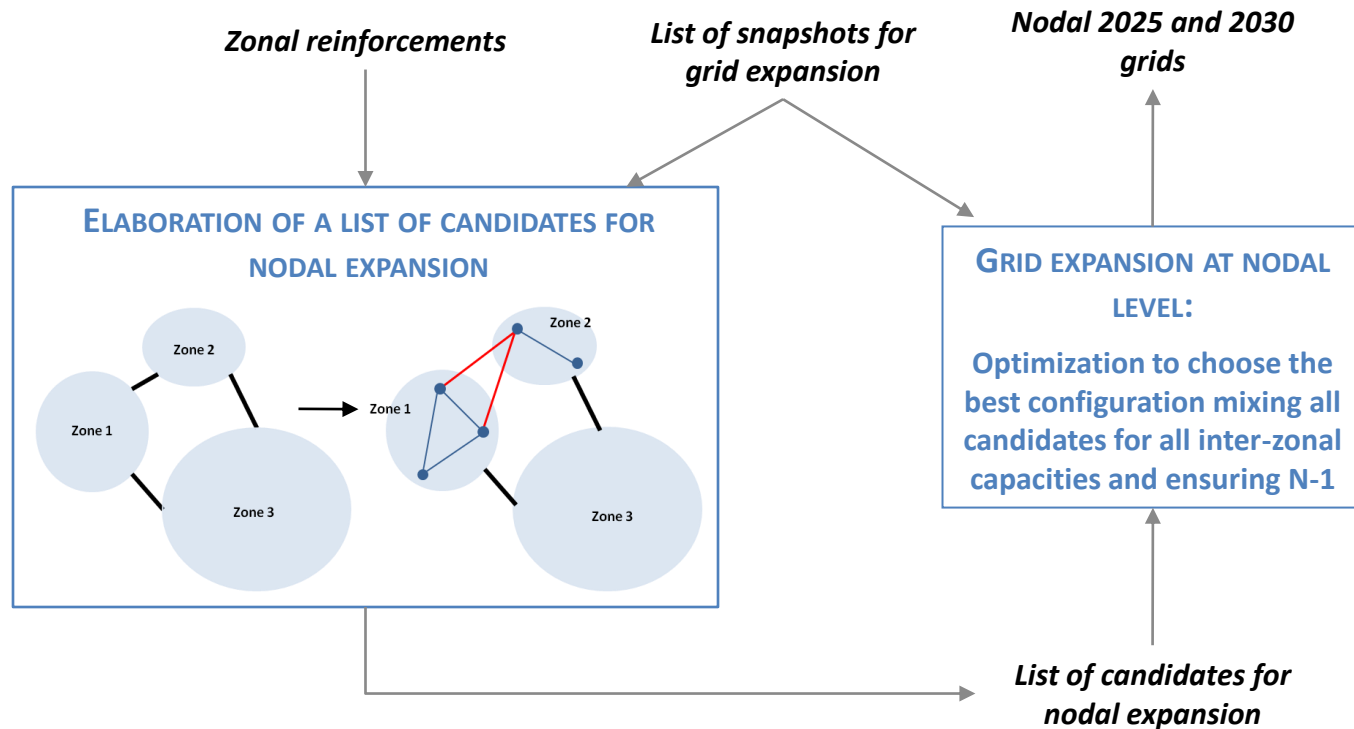 Zonal reinforcements
List of snapshots for
grid expansion
Nodal 2025 and 2030
grids
ELABORATION OF A LIST OF CANDIDATES FOR
NODAL EXPANSION
Zone 2
Zone 1
Zone 3
Zone 2
Zone 1
Zone 3
GRID EXPANSION AT NODAL
LEVEL:
Optimization to choose the
best configuration mixing all
candidates for all inter-zonal
capacities and ensuring N-1
List of candidates for
nodal expansion